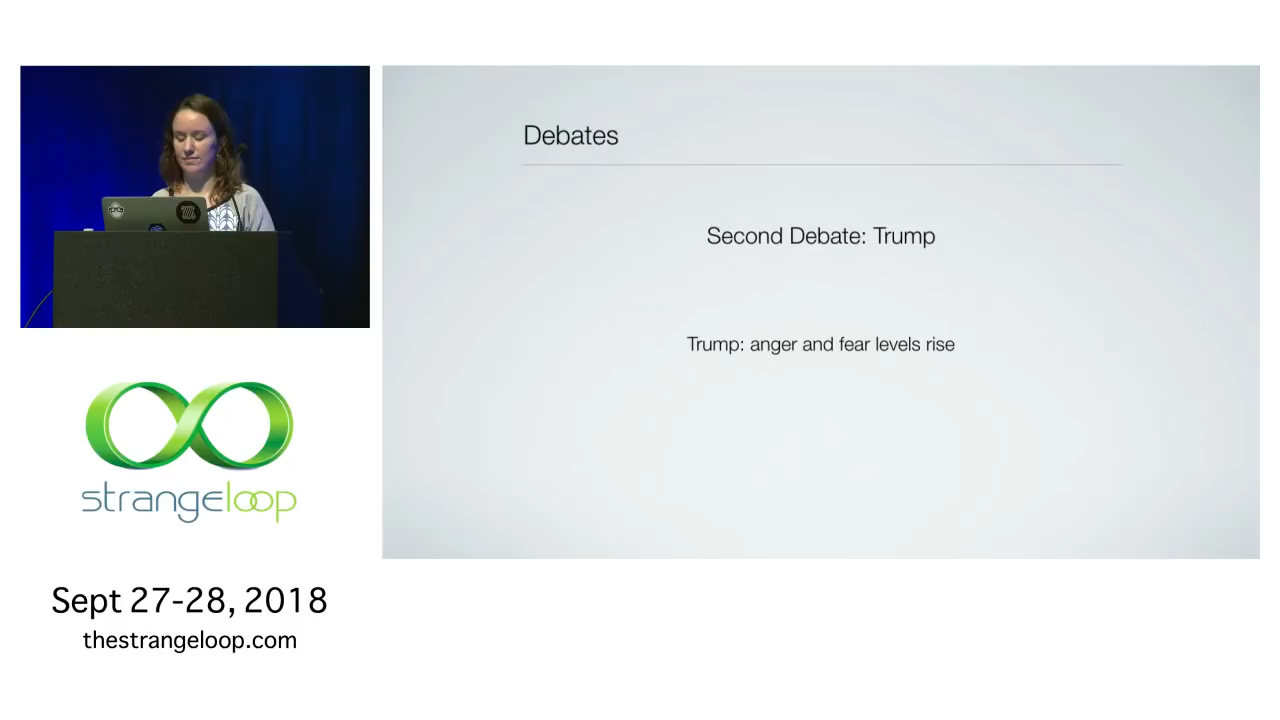 Debates
Second Debate: Trump
Trump: anger and fear levels rise
strangeloop
Sept 27-28, 2018
thestrangeloop.com